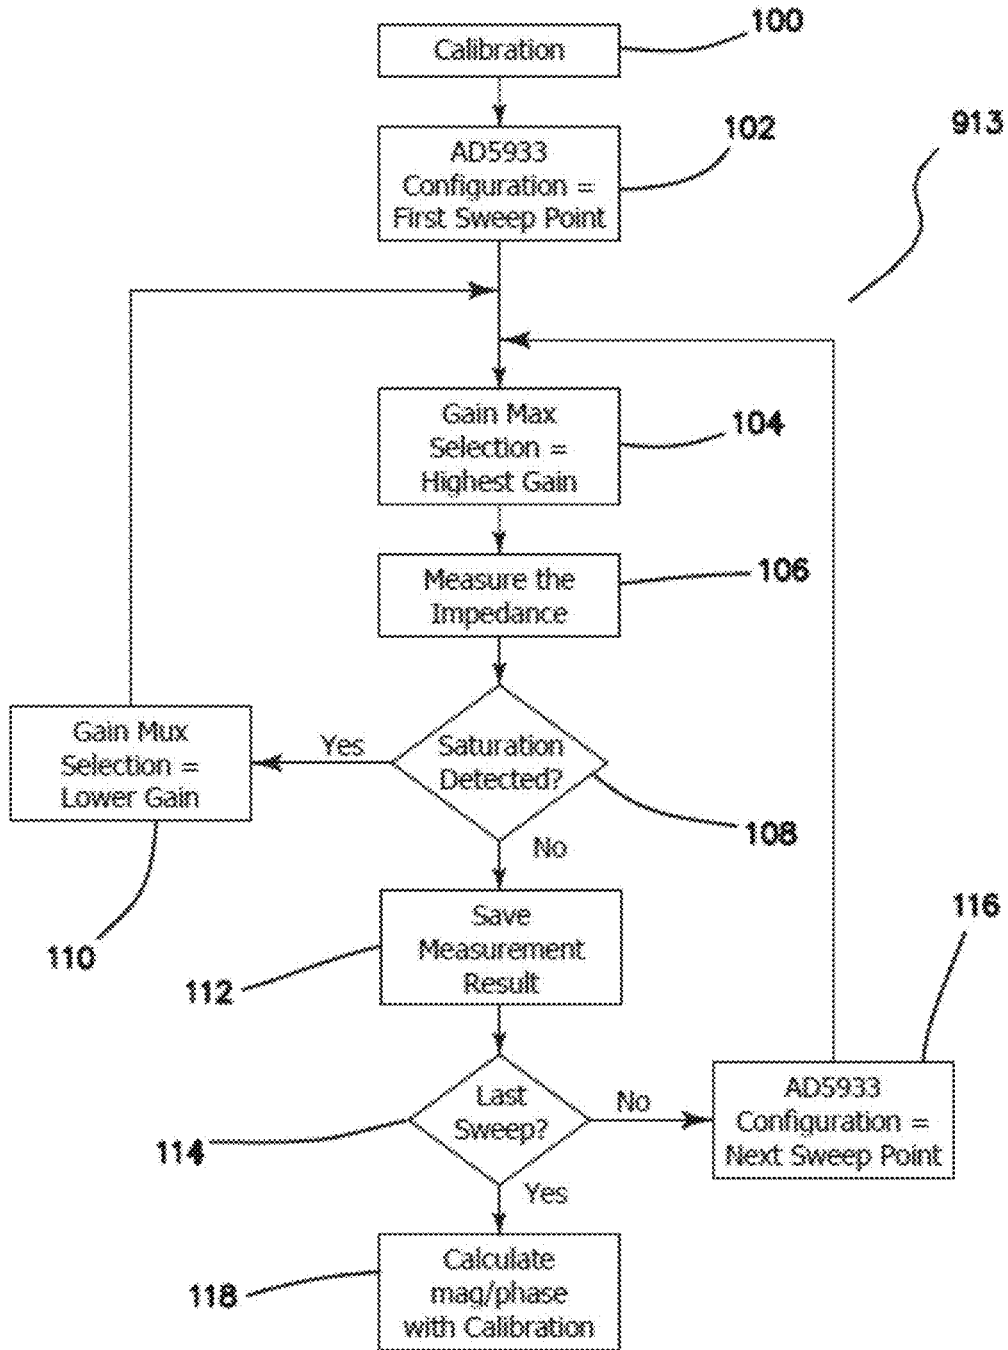 Calibration
100
AD5933
Configuration =
First Sweep Point
102
913
Gain Max
Selection =
Highest Gain
104
Measure the
Impedance
106
Saturation
Detected?
108
Yes
No
Gain Mux
Selection =
Lower Gain
110
Save
Measurement
Result
112
Last
Sweep?
114
No
Yes
AD5933
Configuration =
Next Sweep Point
116
Calculate
mag/phase
with Calibration
118